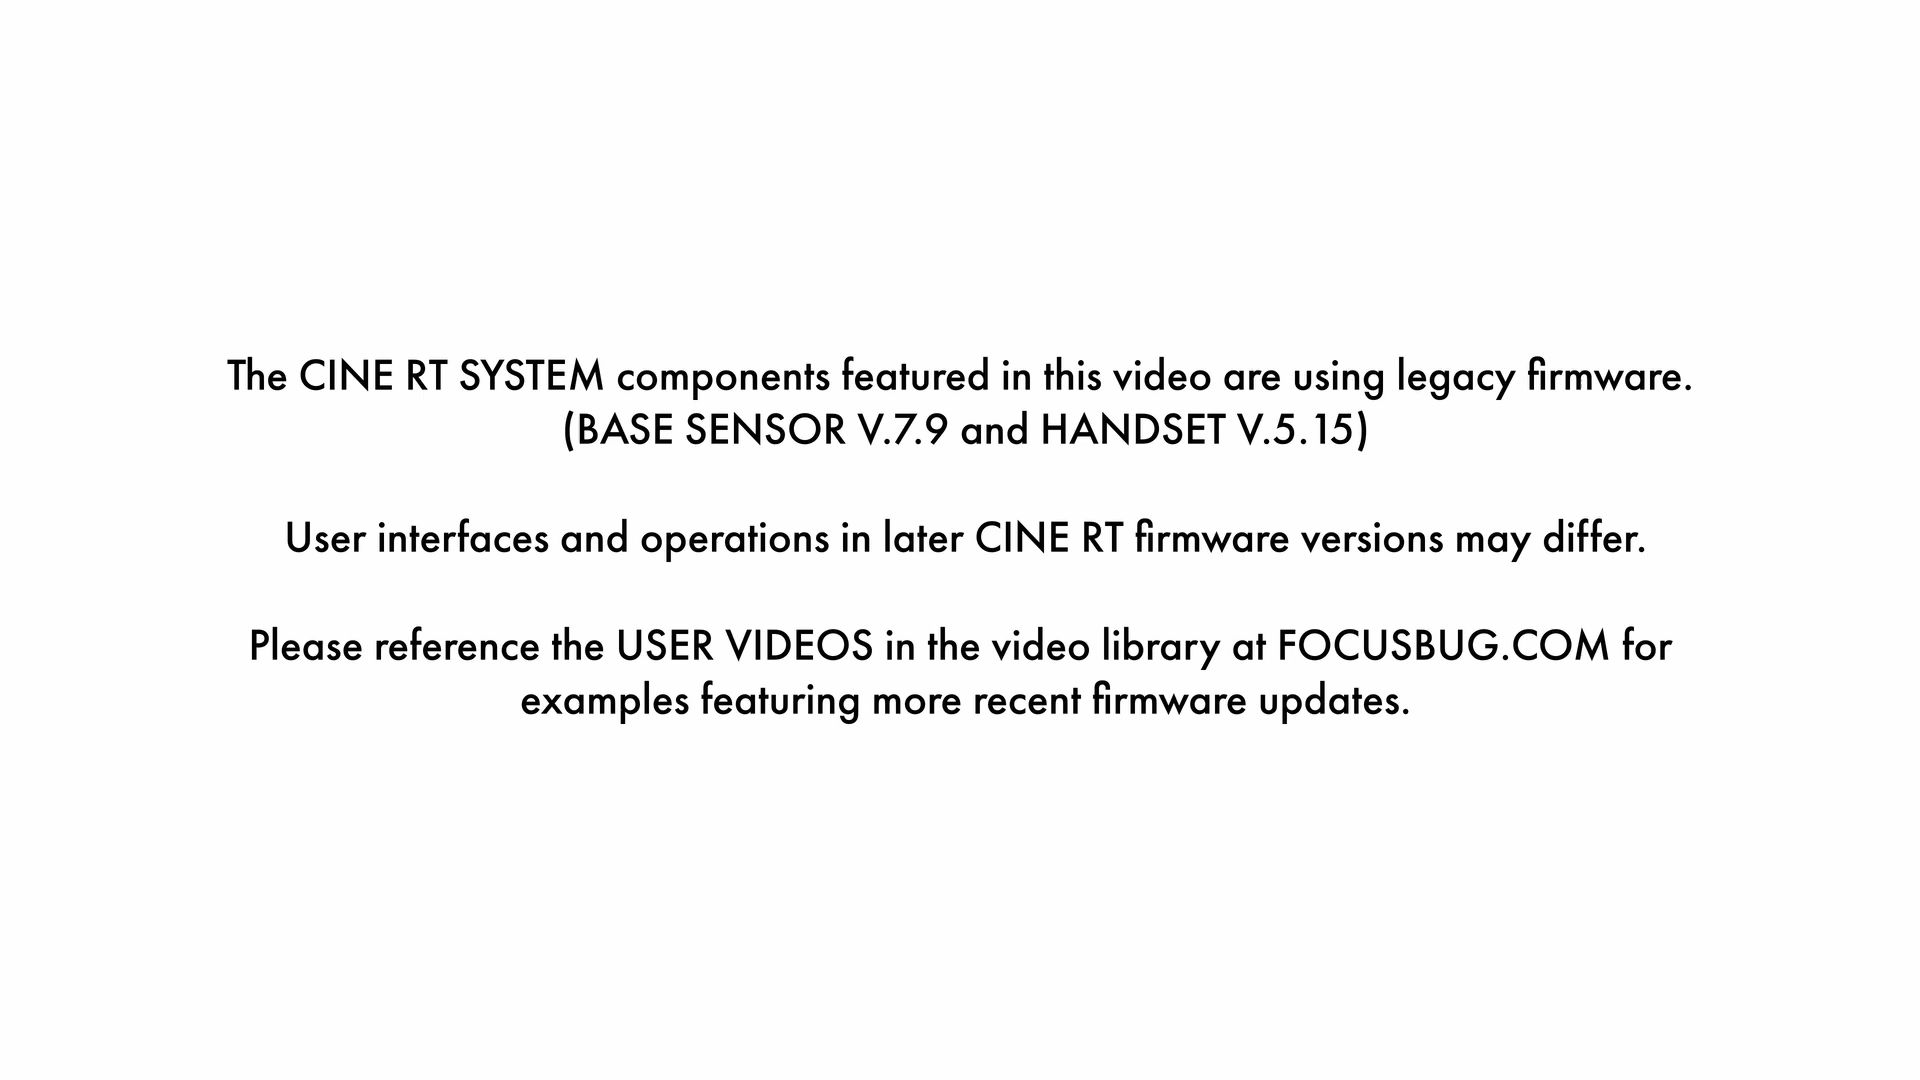 The CINE RT SYSTEM components featured in this video are using legacy firmware.
(BASE SENSOR V.7.9 and HANDSET V.5.15)
User interfaces and operations in later CINE RT firmware versions may differ.
Please reference the USER VIDEOS in the video library at FOCUSBUG.COM for
examples featuring more recent firmware updates.